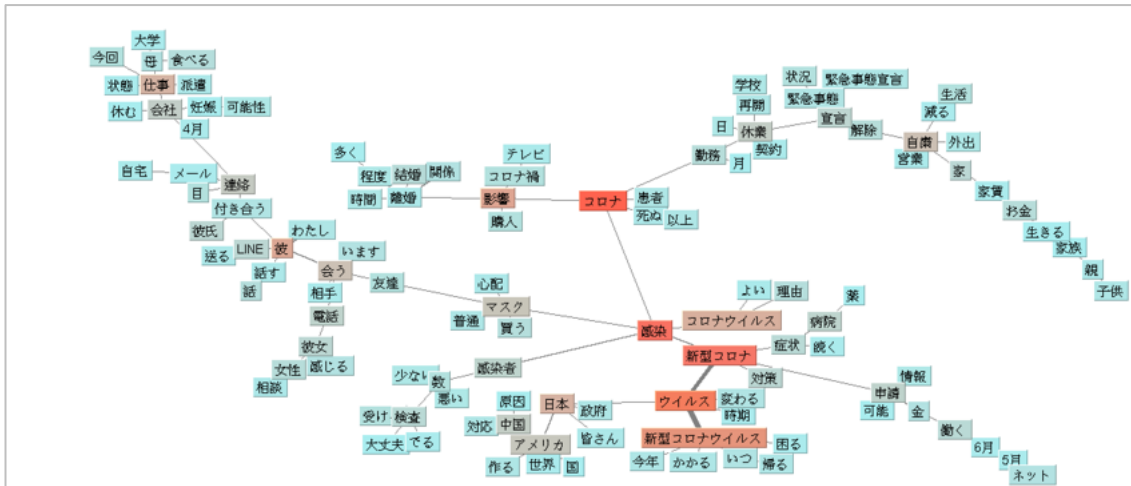 大学
今回
母
食べる
状態
仕事
派遣
休む
会社
妊娠
可能性
4月
自宅
メール
目
連絡
付き合う
彼氏
わたし
送る
LINE
彼
います
話す
会う
話
友達
相手
電話
彼女
女性
感じる
相談
多く
程度
結婚
関係
時間
離婚
テレビ
コロナ禍
影響
購入
コロナ
患者
死ぬ
以上
学校
再開
日
休業
契約
勤務
月
状況
緊急事態宣言
緊急事態
宣言
解除
生活
減る
自粛
外出
営業
家
家賃
お金
生きる
家族
親
子供
心配
マスク
普通
買う
感染
コロナウイルス
よい
理由
薬
病院
症状
続く
新型コロナ
対策
感染者
少ない
数
悪い
受け
検査
大丈夫
でる
原因
日本
政府
対応
中国
皆さん
アメリカ
作る
世界
国
ウイルス
変わる
時期
新型コロナウイルス
困る
今年
かかる
いつ
帰る
情報
申請
可能
金
働く
6月
5月
ネット